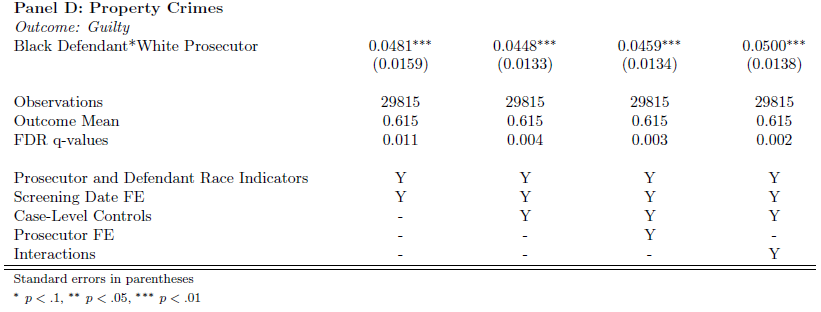 Panel D: Property Crimes
Outcome: Guilty
Black Defendant*White Prosecutor 0.0481*** 0.0448*** 0.0459*** 0.0500***
(0.0159) (0.0133) (0.0134) (0.0138)
Observations 29815 29815 29815 29815
Outcome Mean 0.615 0.615 0.615 0.615
FDR q-values 0.011 0.004 0.003 0.002
Prosecutor and Defendant Race Indicators Y Y Y Y
Screening Date FE Y Y Y Y
Case-Level Controls - Y Y Y
Prosecutor FE - - Y -
Interactions - - - Y
Standard errors in parentheses
* p < .1, ** p < .05, *** p < .01